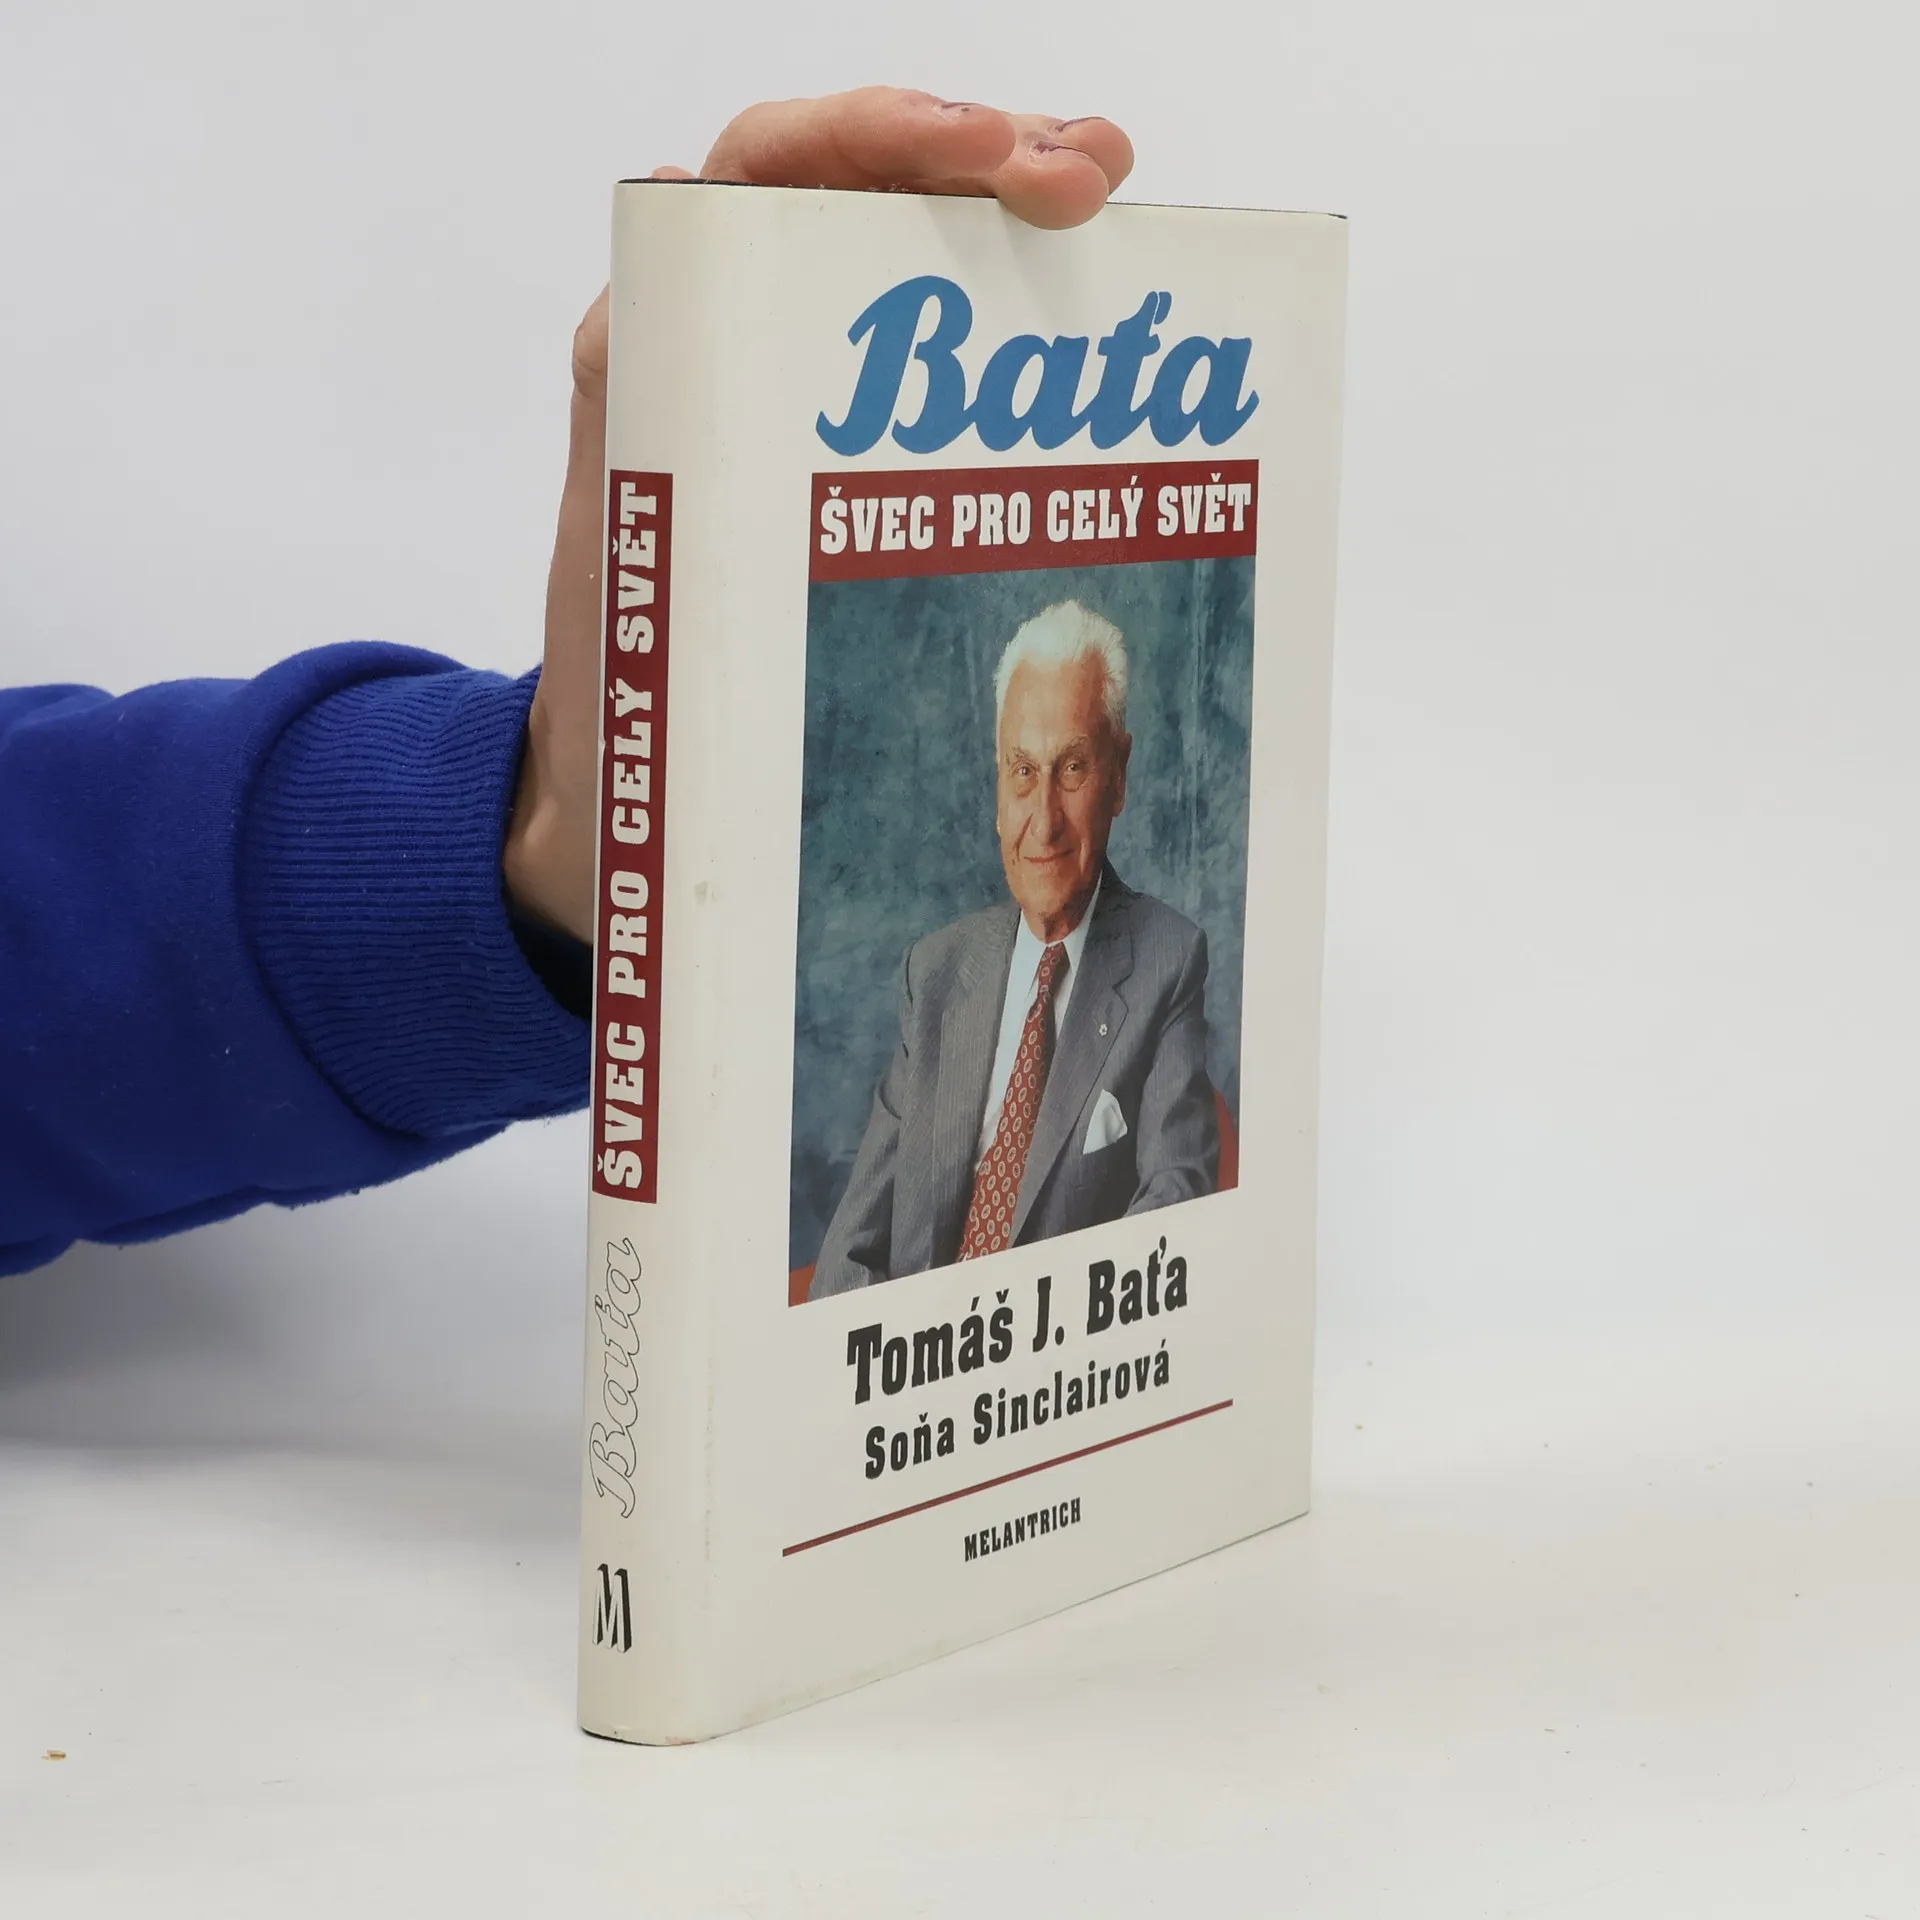 Baťa
ŠVEC PRO CELÝ SVĚT
Tomáš J. Baťa
Soňa Sinclairová
MELANTRICH
ŠVEC PRO CELÝ SVĚT
Baťa
M